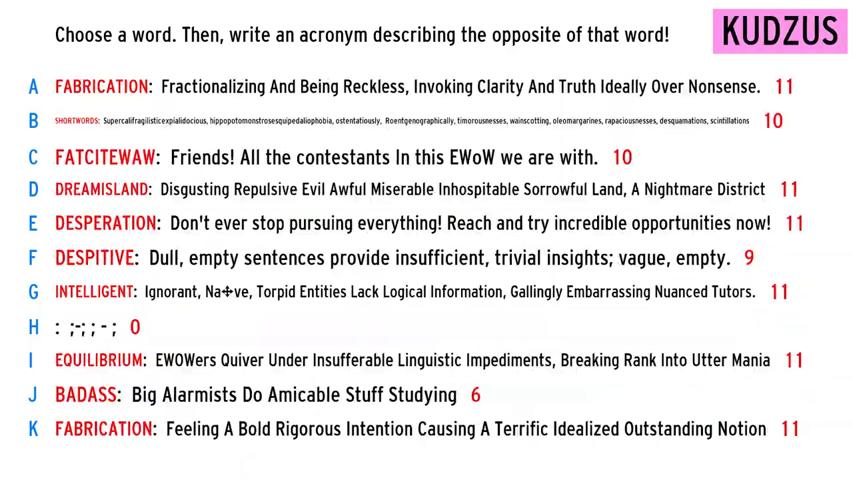 Choose a word. Then, write an acronym describing the opposite of that word!
KUDZUS
A FABRICATION: Fractionalizing And Being Reckless, Invoking Clarity And Truth Ideally Over Nonsense. 11
B SHORTWORDS: Supercalifragilisticexpialidocious, hippopotomonstrosesquipedaliophobia, ostentatiously, Roentgenographically, timorousnesses, wainscotting, oleomargarines, rapaciousnesses, desquamations, scintillations 10
C FATCITEWAW: Friends! All the contestants In this EWoW we are with. 10
D DREAMISLAND: Disgusting Repulsive Evil Awful Miserable Inhospitable Sorrowful Land, A Nightmare District 11
E DESPERATION: Don't ever stop pursuing everything! Reach and try incredible opportunities now! 11
F DESPITIVE: Dull, empty sentences provide insufficient, trivial insights; vague, empty. 9
G INTELLIGENT: Ignorant, Na✣ve, Torpid Entities Lack Logical Information, Gallingly Embarrassing Nuanced Tutors. 11
H : ;-; ; - ; 0
I EQUILIBRIUM: EWOWers Quiver Under Insufferable Linguistic Impediments, Breaking Rank Into Utter Mania 11
J BADASS: Big Alarmists Do Amicable Stuff Studying 6
K FABRICATION: Feeling A Bold Rigorous Intention Causing A Terrific Idealized Outstanding Notion 11